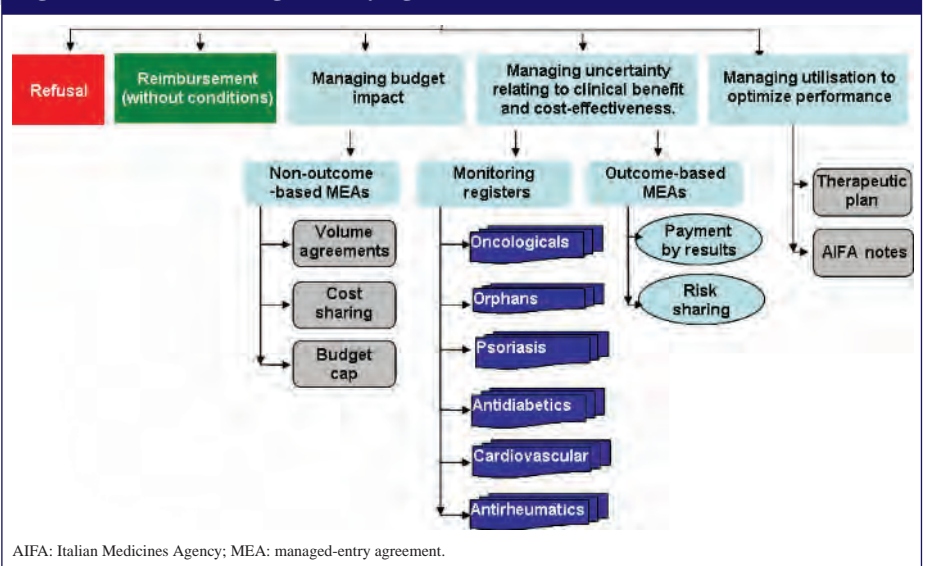 Refusal
Reimbursement
(without conditions)
Managing budget
impact
Managing uncertainty
relating to clinical benefit
and cost-effectiveness.
Managing utilisation to
optimize performance
Non-outcome
-based MEAs
Volume
agreements
Cost
sharing
Budget
cap
Monitoring
registers
Oncologicals
Orphans
Psoriasis
Antidiabetics
Cardiovascular
Antirheumatics
Outcome-based
MEAs
Payment
by results
Risk
sharing
Therapeutic
plan
AIFA notes
AIFA: Italian Medicines Agency; MEA: managed-entry agreement.